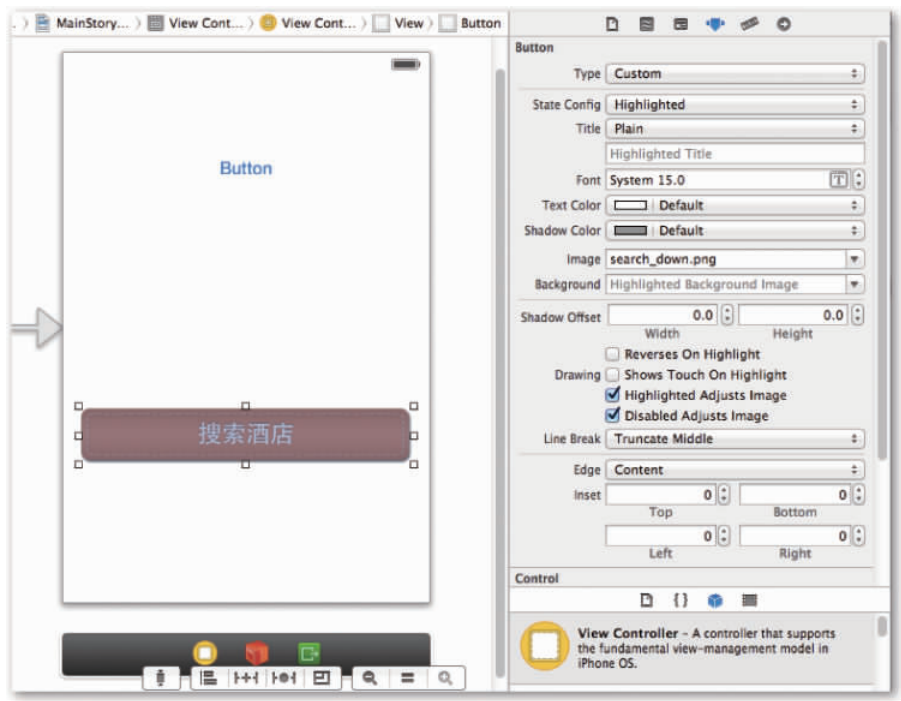 MainStory... View Cont... View Cont... View Button
Button
Button
Type Custom
State Config Highlighted
Title Plain
Highlighted Title
Font System 15.0 T
Text Color Default
Shadow Color Default
Image search_down.png
Background Highlighted Background Image
Shadow Offset 0.0 0.0
Width Height
Reverses On Highlight
Drawing Shows Touch On Highlight
Highlighted Adjusts Image
Disabled Adjusts Image
搜索酒店
Line Break Truncate Middle
Edge Content
Inset 0 0
Top Bottom
0 0
Left Right
Control
{}
View Controller - A controller that supports
the fundamental view-management model in
iPhone OS.